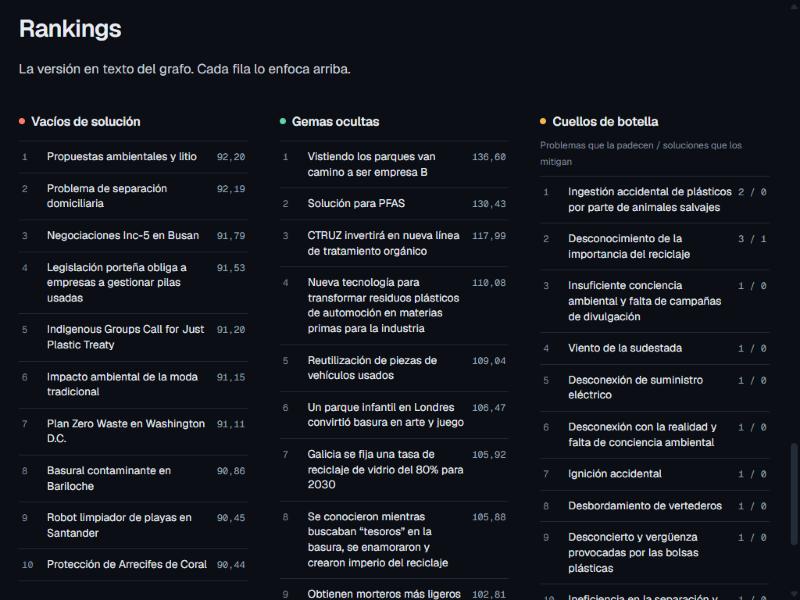 Rankings
La versión en texto del grafo. Cada fila lo enfoca arriba.
Vacíos de solución
1 Propuestas ambientales y litio 92,20
2 Problema de separación 92,19
domiciliaria
3 Negociaciones Inc-5 en Busan 91,79
4 Legislación porteña obliga a 91,53
empresas a gestionar pilas
usadas
5 Indigenous Groups Call for Just 91,20
Plastic Treaty
6 Impacto ambiental de la moda 91,15
tradicional
7 Plan Zero Waste en Washington 91,11
D.C.
8 Basural contaminante en 90,86
Bariloche
9 Robot limpiador de playas en 90,45
Santander
10 Protección de Arrecifes de Coral 90,44
Gemas ocultas
1 Vistiendo los parques van 136,60
camino a ser empresa B
2 Solución para PFAS 130,43
3 CTRUZ invertirá en nueva línea 117,99
de tratamiento orgánico
4 Nueva tecnología para 110,08
transformar residuos plásticos
de automoción en materias
primas para la industria
5 Reutilización de piezas de 109,04
vehículos usados
6 Un parque infantil en Londres 106,47
convirtió basura en arte y juego
7 Galicia se fija una tasa de 105,92
reciclaje de vidrio del 80% para
2030
8 Se conocieron mientras 105,88
buscaban "tesoros" en la
basura, se enamoraron y
crearon imperio del reciclaje
9 Obtienen morteros más ligeros 102,81
Cuellos de botella
Problemas que la padecen / soluciones que los
mitigan
1 Ingestión accidental de plásticos 2 / 0
por parte de animales salvajes
2 Desconocimiento de la 3 / 1
importancia del reciclaje
3 Insuficiente conciencia 1 / 0
ambiental y falta de campañas
de divulgación
4 Viento de la sudestada 1 / 0
5 Desconexión de suministro 1 / 0
eléctrico
6 Desconexión con la realidad y 1 / 0
falta de conciencia ambiental
7 Ignición accidental 1 / 0
8 Desbordamiento de vertederos 1 / 0
9 Desconcierto y vergüenza 1 / 0
provocadas por las bolsas
plásticas
10 Ineficiencia en la separación y 1 / 0